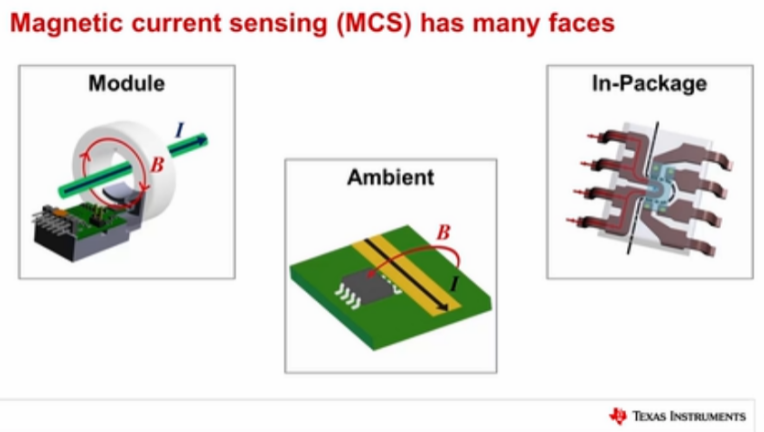 Magnetic current sensing (MCS) has many faces
Module
I
B
Ambient
B
I
In-Package
TEXAS INSTRUMENTS